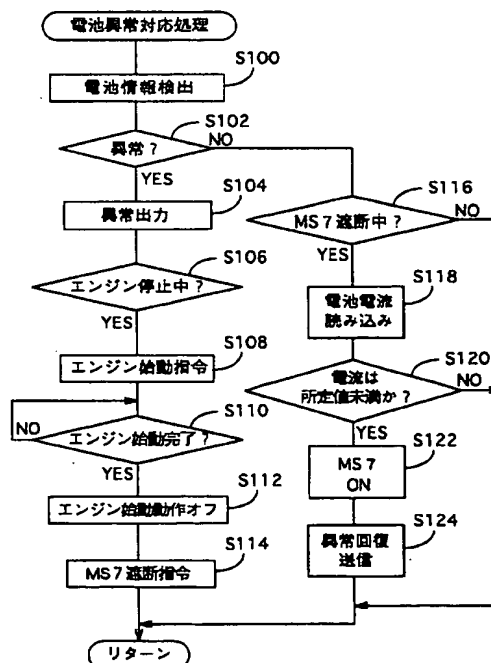 電池異常対応処理
S100
電池情報検出
S102
異常?
NO
YES
S104
異常出力
S106
エンジン停止中?
YES
S108
エンジン始動指令
S110
NO
エンジン始動完了?
YES
S112
エンジン始動動作オフ
S114
MS7遮断指令
S116
MS7遮断中?
NO
YES
S118
電池電流
読み込み
S120
電流は
所定値未満か?
NO
YES
S122
MS7
ON
S124
異常回復
送信
リターン